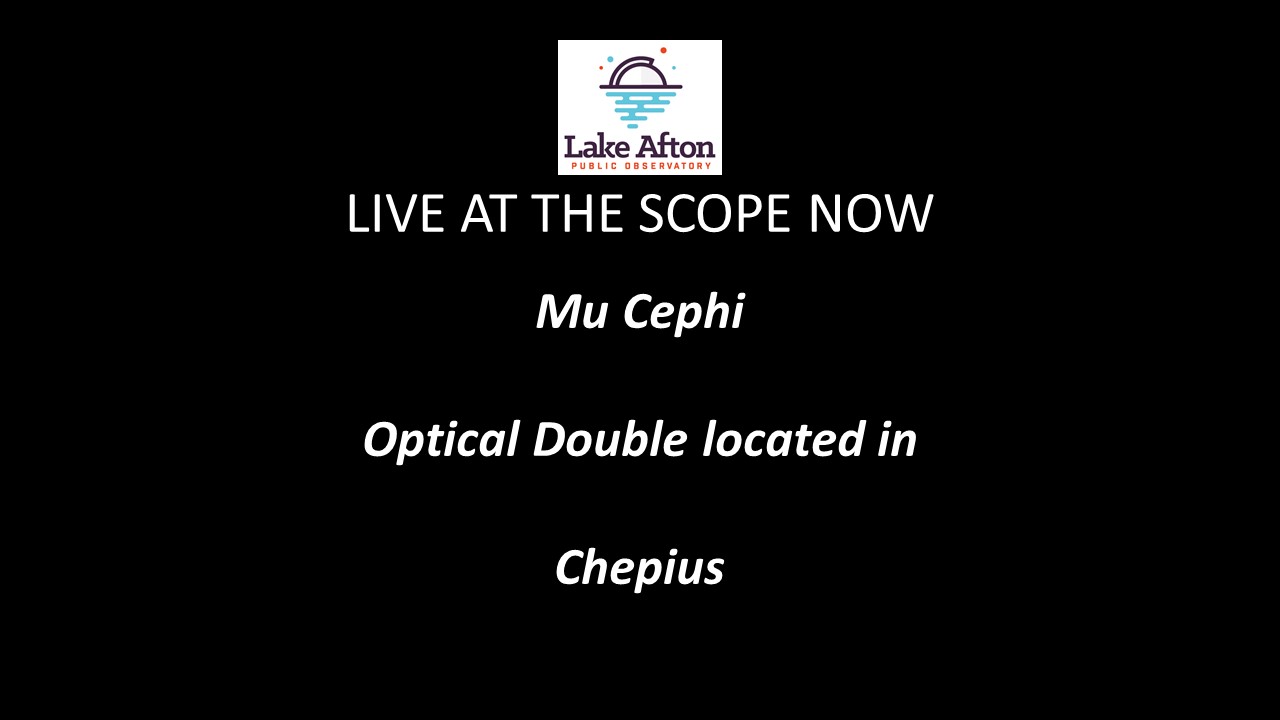 Lake Afton
PUBLIC OBSERVATORY
LIVE AT THE SCOPE NOW
Mu Cephi
Optical Double located in
Chepius